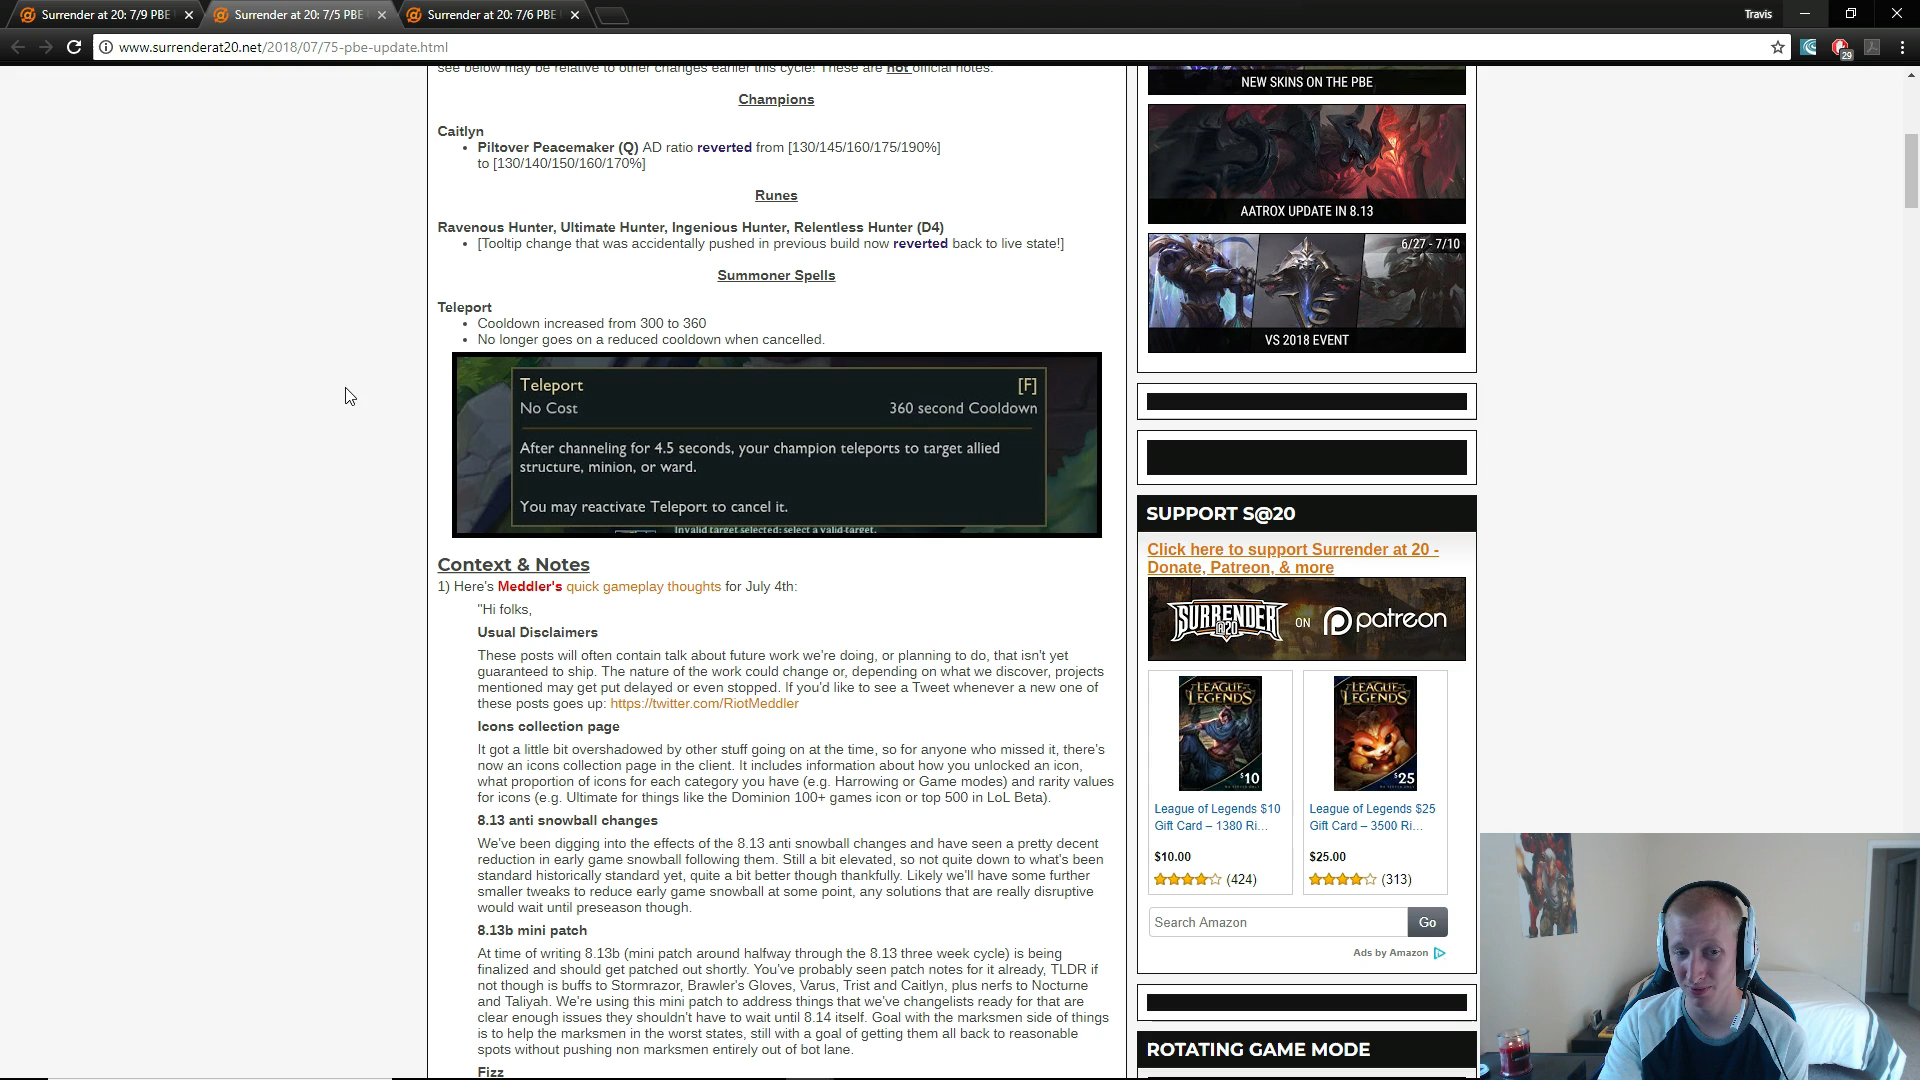 Surrender at 20: 7/9 PBE
Surrender at 20: 7/5 PBE
Surrender at 20: 7/6 PBE
Travis
www.surrenderat20.net/2018/07/75-pbe-update.html
29
see below may be relative to other changes earlier this cycle! These are not official notes.
Champions
Caitlyn
Piltover Peacemaker (Q) AD ratio reverted from [130/145/160/175/190%]
to [130/140/150/160/170%]
Runes
Ravenous Hunter, Ultimate Hunter, Ingenious Hunter, Relentless Hunter (D4)
[Tooltip change that was accidentally pushed in previous build now reverted back to live state!]
Summoner Spells
Teleport
Cooldown increased from 300 to 360
No longer goes on a reduced cooldown when cancelled.
Teleport [F]
No Cost 360 second Cooldown
After channeling for 4.5 seconds, your champion teleports to target allied
structure, minion, or ward.
You may reactivate Teleport to cancel it.
Invalid target selected: select a valid target.
Context & Notes
1) Here's Meddler's quick gameplay thoughts for July 4th:
"Hi folks,
Usual Disclaimers
These posts will often contain talk about future work we're doing, or planning to do, that isn't yet
guaranteed to ship. The nature of the work could change or, depending on what we discover, projects
mentioned may get put delayed or even stopped. If you'd like to see a Tweet whenever a new one of
these posts goes up: https://twitter.com/RiotMeddler
Icons collection page
It got a little bit overshadowed by other stuff going on at the time, so for anyone who missed it, there's
now an icons collection page in the client. It includes information about how you unlocked an icon,
what proportion of icons for each category you have (e.g. Harrowing or Game modes) and rarity values
for icons (e.g. Ultimate for things like the Dominion 100+ games icon or top 500 in LoL Beta).
8.13 anti snowball changes
We've been digging into the effects of the 8.13 anti snowball changes and have seen a pretty decent
reduction in early game snowball following them. Still a bit elevated, so not quite down to what's been
standard historically standard yet, quite a bit better though thankfully. Likely we'll have some further
smaller tweaks to reduce early game snowball at some point, any solutions that are really disruptive
would wait until preseason though.
8.13b mini patch
At time of writing 8.13b (mini patch around halfway through the 8.13 three week cycle) is being
finalized and should get patched out shortly. You've probably seen patch notes for it already, TLDR if
not though is buffs to Stormrazor, Brawler's Gloves, Varus, Trist and Caitlyn, plus nerfs to Nocturne
and Taliyah. We're using this mini patch to address things that we've changelists ready for that are
clear enough issues they shouldn't have to wait until 8.14 itself. Goal with the marksmen side of things
is to help the marksmen in the worst states, still with a goal of getting them all back to reasonable
spots without pushing non marksmen entirely out of bot lane.
Fizz
NEW SKINS ON THE PBE
AATROX UPDATE IN 8.13
6/27 - 7/10
VS 2018 EVENT
SUPPORT S@20
Click here to support Surrender at 20 -
Donate, Patreon, & more
SURRENDER @20 ON patreon
LEAGUE OF LEGENDS $10
LEAGUE OF LEGENDS $25
League of Legends $10
Gift Card – 1380 Ri...
League of Legends $25
Gift Card – 3500 Ri...
$10.00
$25.00
(424)
(313)
Search Amazon Go
Ads by Amazon
ROTATING GAME MODE